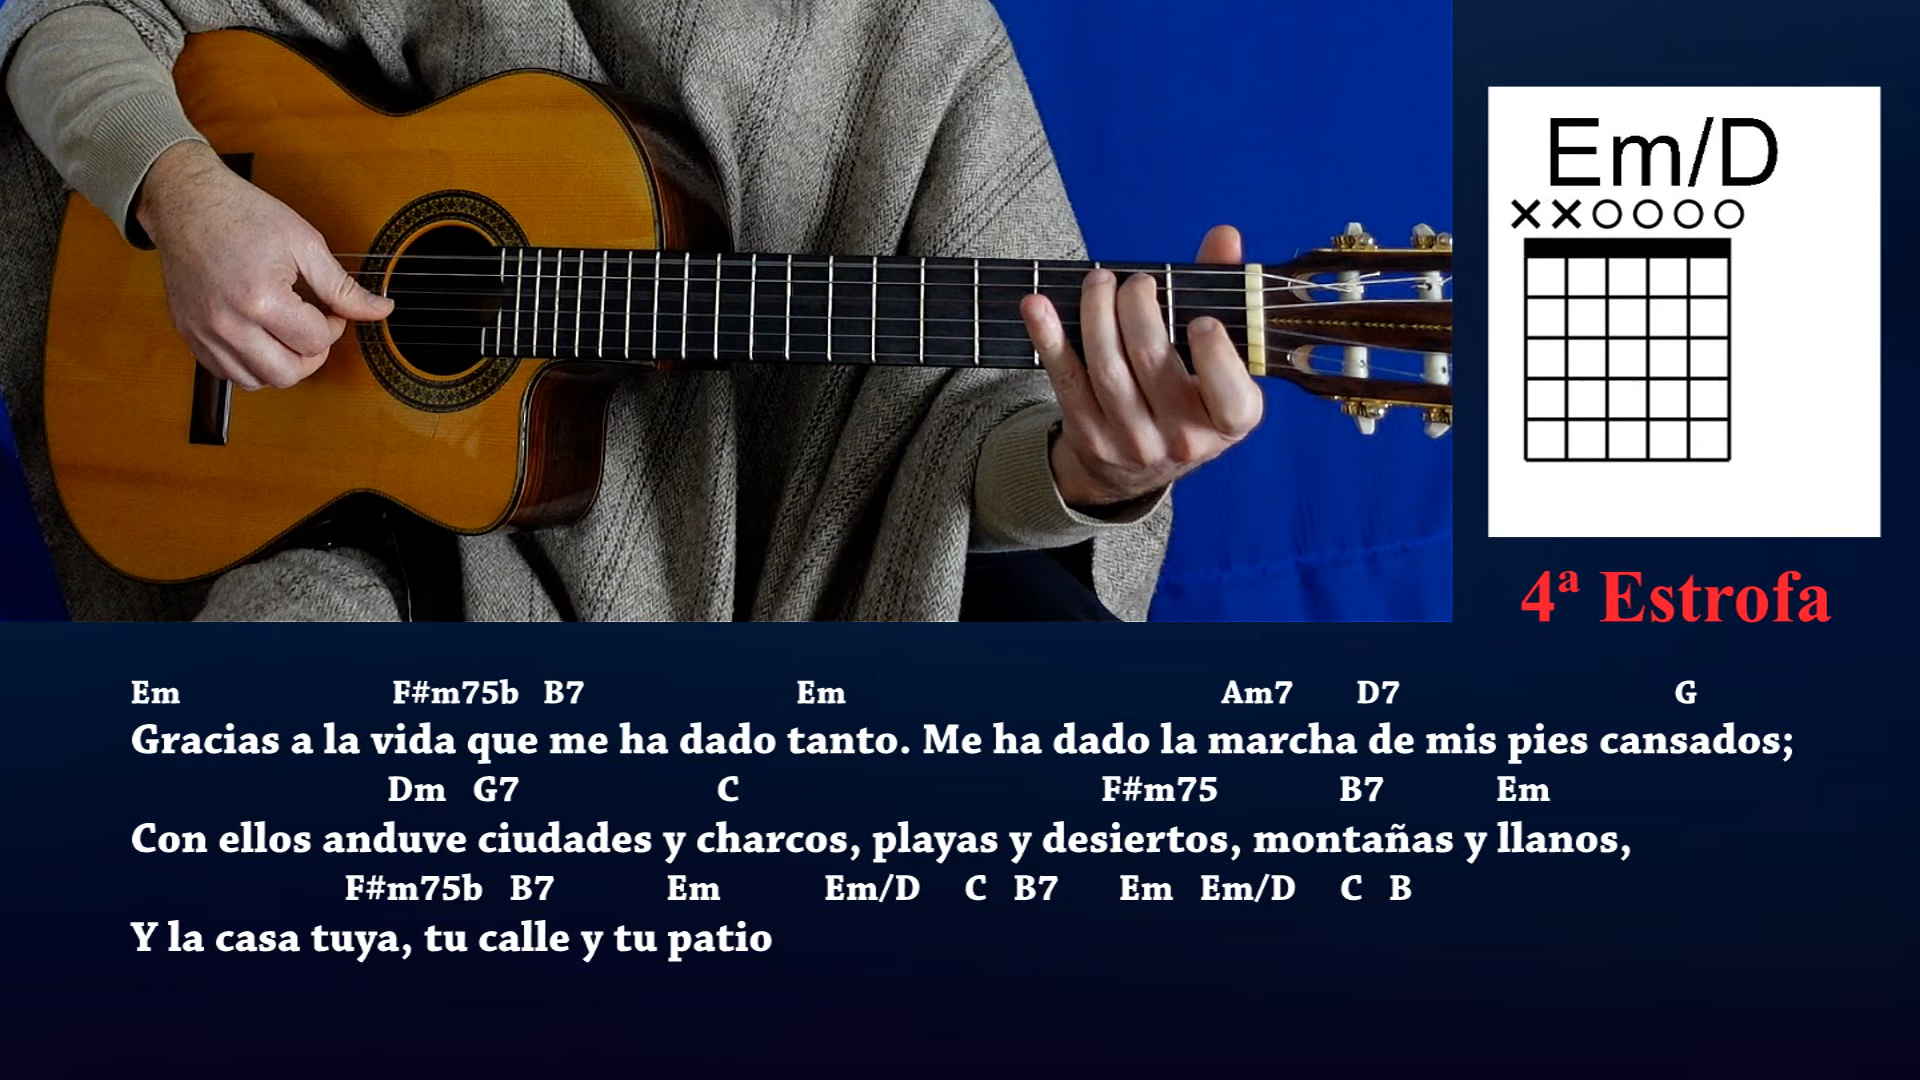 Em/D
××○○○○
4ª Estrofa
Em F#m75b B7 Em Am7 D7 G
Gracias a la vida que me ha dado tanto. Me ha dado la marcha de mis pies cansados;
Dm G7 C F#m75 B7 Em
Con ellos anduve ciudades y charcos, playas y desiertos, montañas y llanos,
F#m75b B7 Em Em/D C B7 Em Em/D C B
Y la casa tuya, tu calle y tu patio